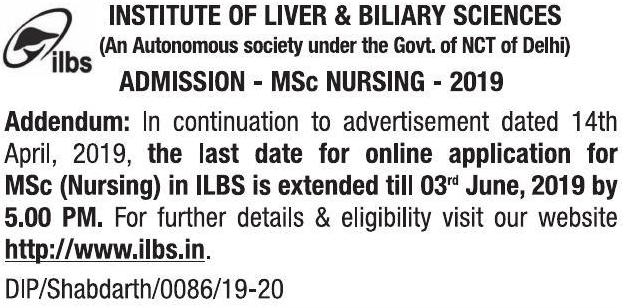 INSTITUTE OF LIVER & BILIARY SCIENCES
(An Autonomous society under the Govt. of NCT of Delhi)
ilbs
ADMISSION - MSc NURSING - 2019
Addendum: In continuation to advertisement dated 14th
April, 2019, the last date for online application for
MSc (Nursing) in ILBS is extended till 03rd June, 2019 by
5.00 PM. For further details & eligibility visit our website
http://www.ilbs.in.
DIP/Shabdarth/0086/19-20